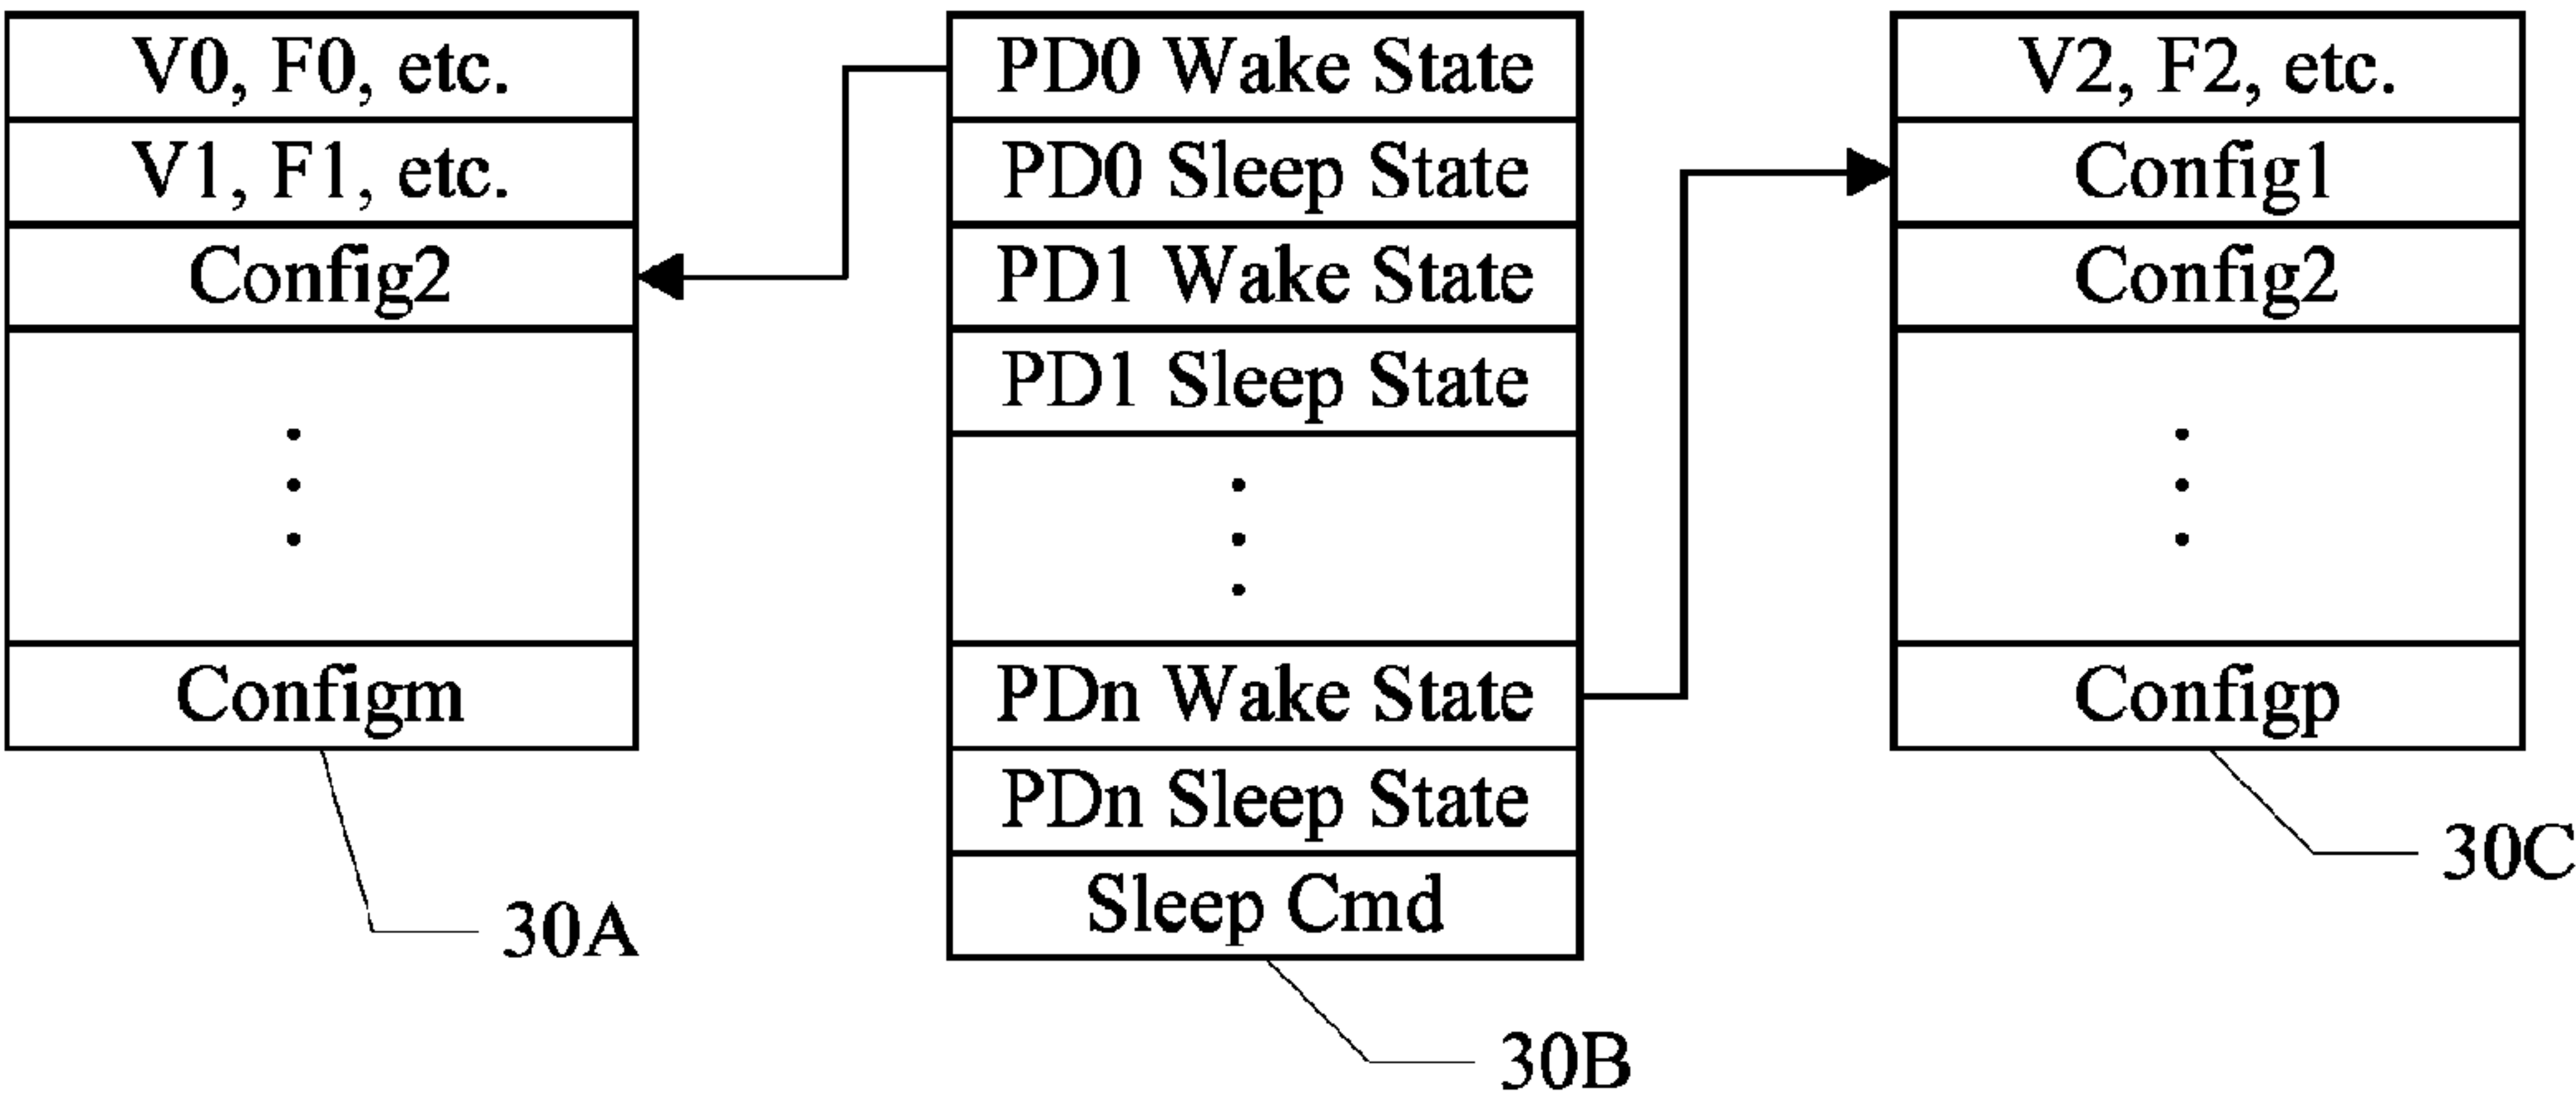 V0, F0, etc.
V1, F1, etc.
Config2
Configm
30A
PD0 Wake State
PD0 Sleep State
PD1 Wake State
PD1 Sleep State
PDn Wake State
PDn Sleep State
Sleep Cmd
30B
V2, F2, etc.
Config1
Config2
Configp
30C